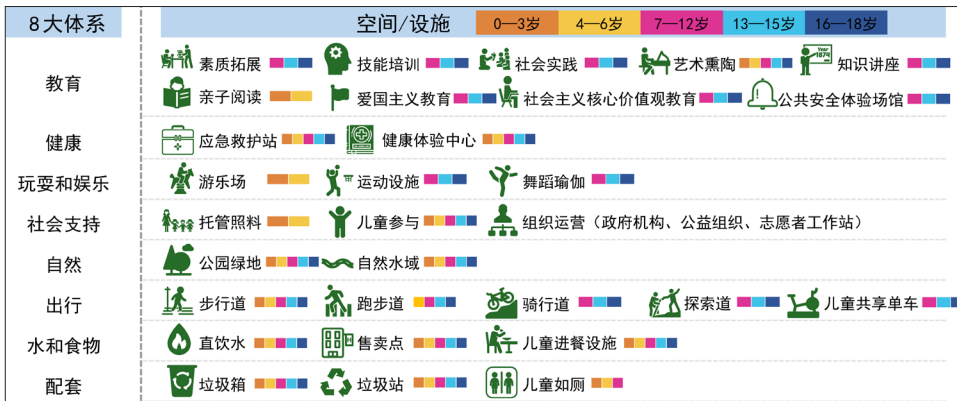 8大体系 空间/设施 0—3岁 4—6岁 7—12岁 13—15岁 16—18岁
教育
素质拓展 技能培训 社会实践 艺术熏陶 Year 1874 知识讲座
亲子阅读 爱国主义教育 社会主义核心价值观教育 公共安全体验场馆
健康 应急救护站 健康体验中心
玩耍和娱乐 游乐场 运动设施 舞蹈瑜伽
社会支持 托管照料 儿童参与 组织运营（政府机构、公益组织、志愿者工作站）
自然 公园绿地 自然水域
出行 步行道 跑步道 骑行道 探索道 儿童共享单车
水和食物 直饮水 售卖点 儿童进餐设施
配套 垃圾箱 垃圾站 儿童如厕